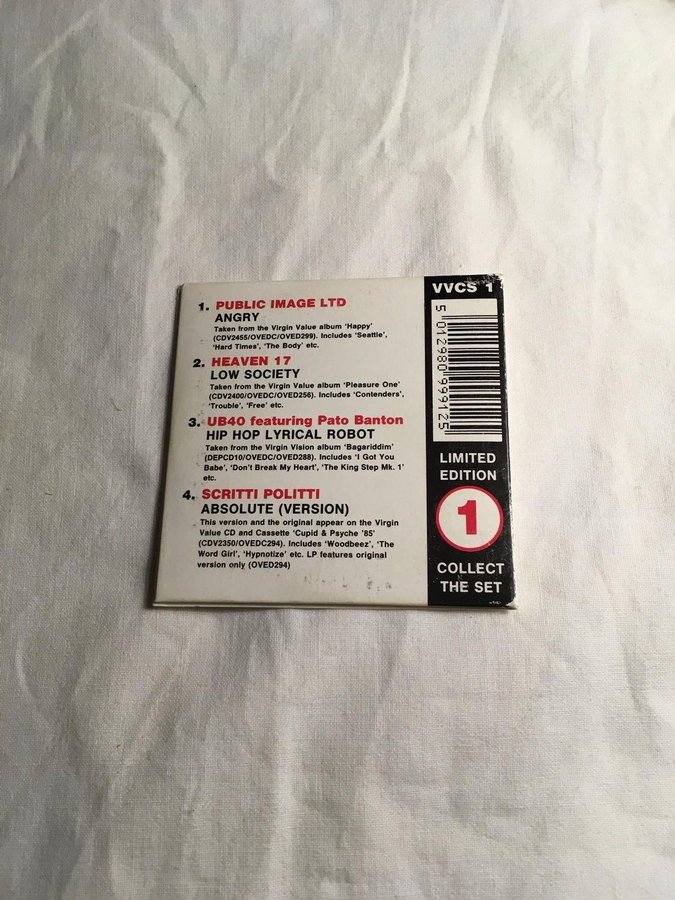 1. PUBLIC IMAGE LTD
ANGRY
Taken from the Virgin Value album 'Happy'
(CDV2455/OVEDC/OVED299). Includes 'Seattle',
'Hard Times', 'The Body' etc.
2. HEAVEN 17
LOW SOCIETY
Taken from the Virgin Value album 'Pleasure One'
(CDV2400/OVEDC/OVED256). Includes 'Contenders',
'Trouble', 'Free' etc.
3. UB40 featuring Pato Banton
HIP HOP LYRICAL ROBOT
Taken from the Virgin Vision album 'Bagariddim'
(DEPCD10/OVEDC/OVED288). Includes 'I Got You
Babe', 'Don't Break My Heart', 'The King Step Mk. 1'
etc.
4. SCRITTI POLITTI
ABSOLUTE (VERSION)
This version and the original appear on the Virgin
Value CD and Cassette 'Cupid & Psyche '85'
(CDV2350/OVEDC294). Includes 'Woodbeez', 'The
Word Girl', 'Hypnotize' etc. LP features original
version only (OVED294)
VVCS 1
5 012980 999125
LIMITED
EDITION
1
COLLECT
THE SET